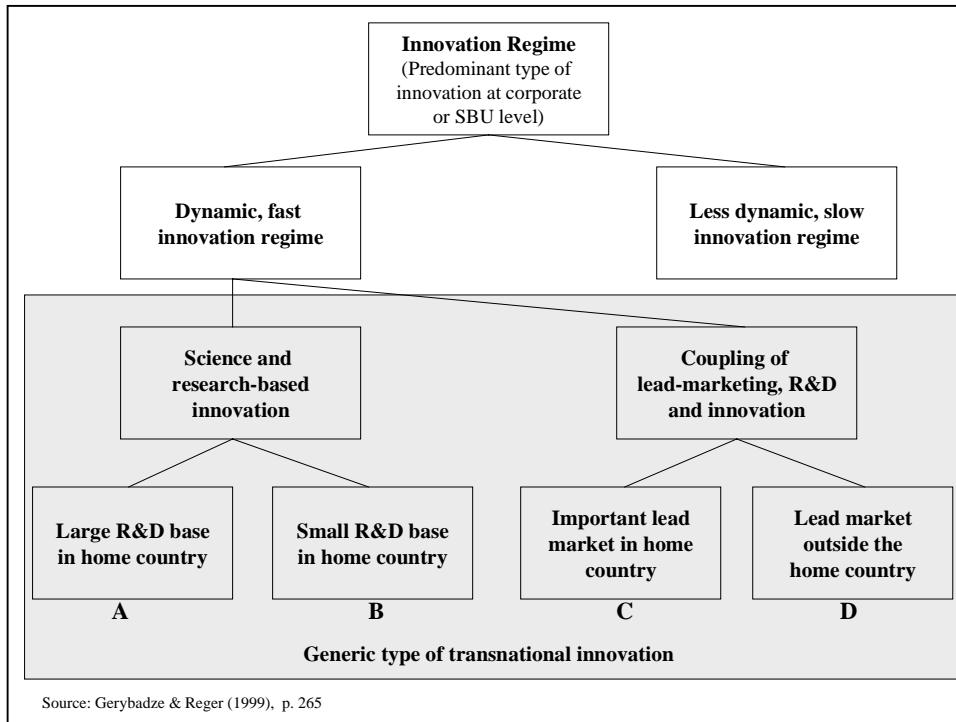 Innovation Regime
(Predominant type of
innovation at corporate
or SBU level)
Dynamic, fast
innovation regime
Less dynamic, slow
innovation regime
Science and
research-based
innovation
Coupling of
lead-marketing, R&D
and innovation
Large R&D base
in home country
Small R&D base
in home country
Important lead
market in home
country
Lead market
outside the
home country
A
B
C
D
Generic type of transnational innovation
Source: Gerybadze & Reger (1999), p. 265